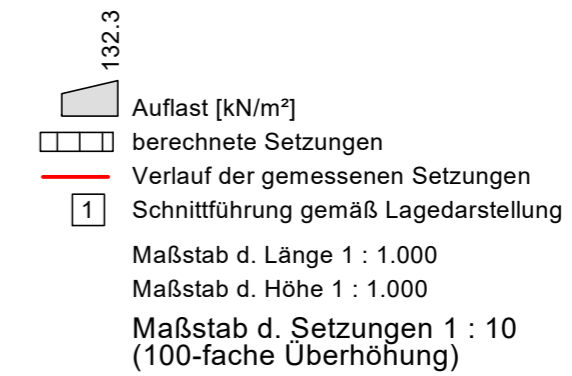 132.3
Auflast [kN/m²]
berechnete Setzungen
Verlauf der gemessenen Setzungen
1 Schnittführung gemäß Lagedarstellung
Maßstab d. Länge 1 : 1.000
Maßstab d. Höhe 1 : 1.000
Maßstab d. Setzungen 1 : 10
(100-fache Überhöhung)